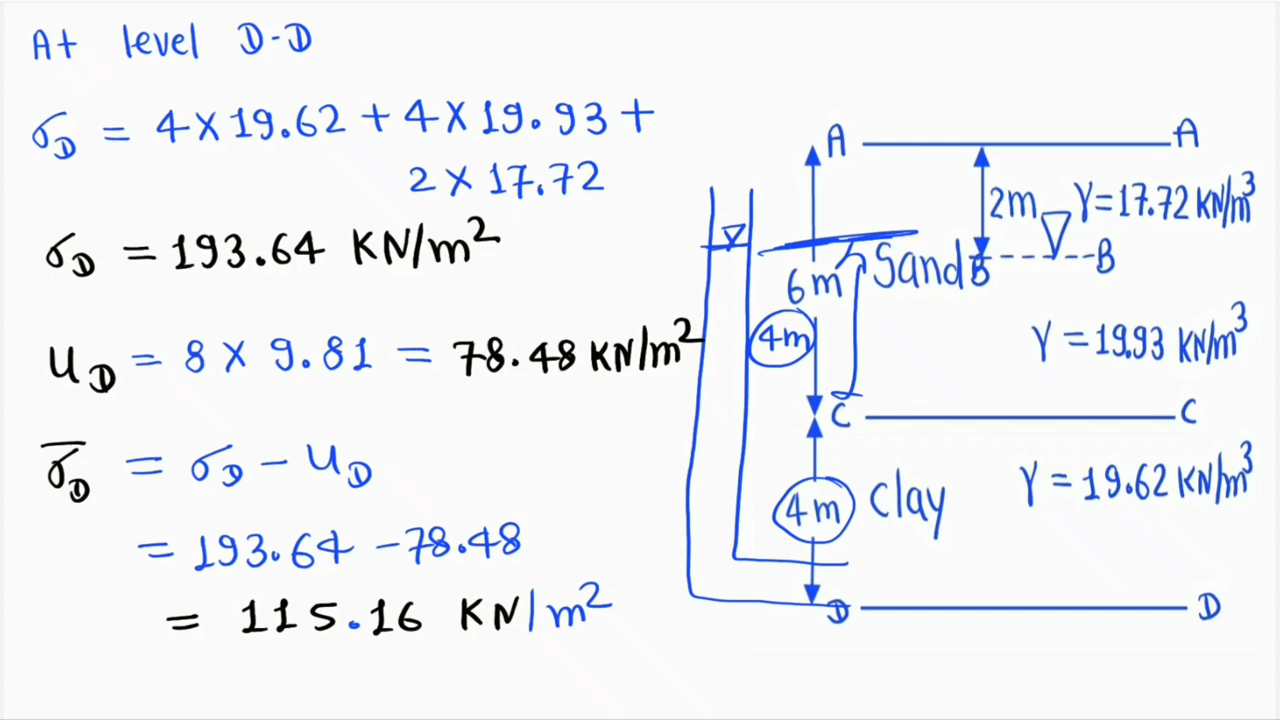 At level D-D
σD = 4 × 19.62 + 4 × 19.93 +
2 × 17.72
σD = 193.64 KN/m²
uD = 8 × 9.81 = 78.48 KN/m²
σ̅D = σD - uD
= 193.64 - 78.48
= 115.16 KN/m²
A A
2m γ=17.72 KN/m³
Sand B B
6m
4m
γ = 19.93 KN/m³
C C
4m Clay γ = 19.62 KN/m³
D D